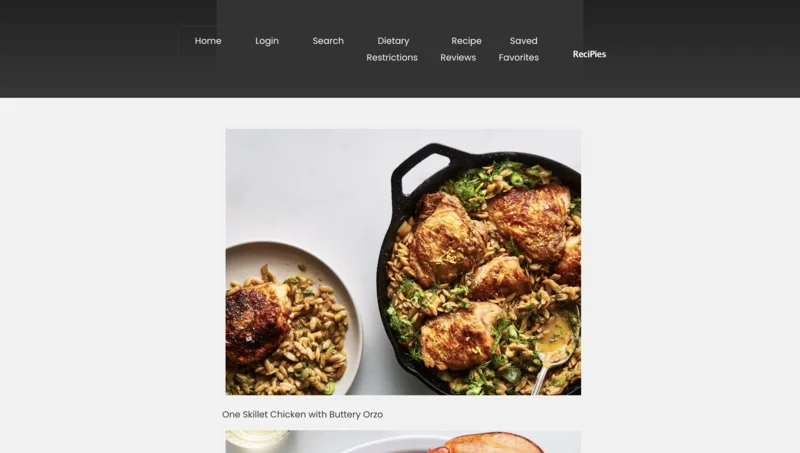 Home Login Search Dietary Restrictions Recipe Reviews Saved Favorites
ReciPies
One Skillet Chicken with Buttery Orzo